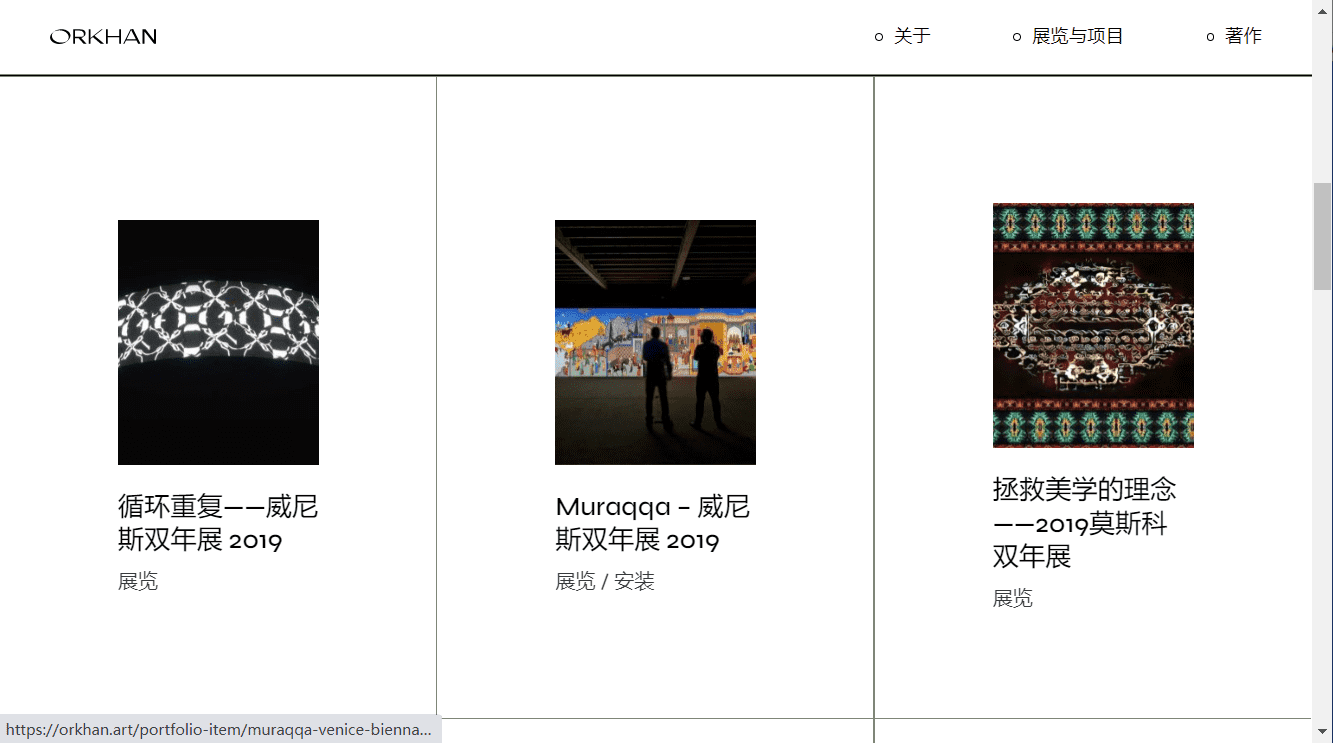 ORKHAN
关于
展览与项目
著作
循环重复——威尼
斯双年展 2019
展览
Muraqqa – 威尼
斯双年展 2019
展览 / 安装
拯救美学的理念
——2019莫斯科
双年展
展览
https://orkhan.art/portfolio-item/muraqqa-venice-bienna...